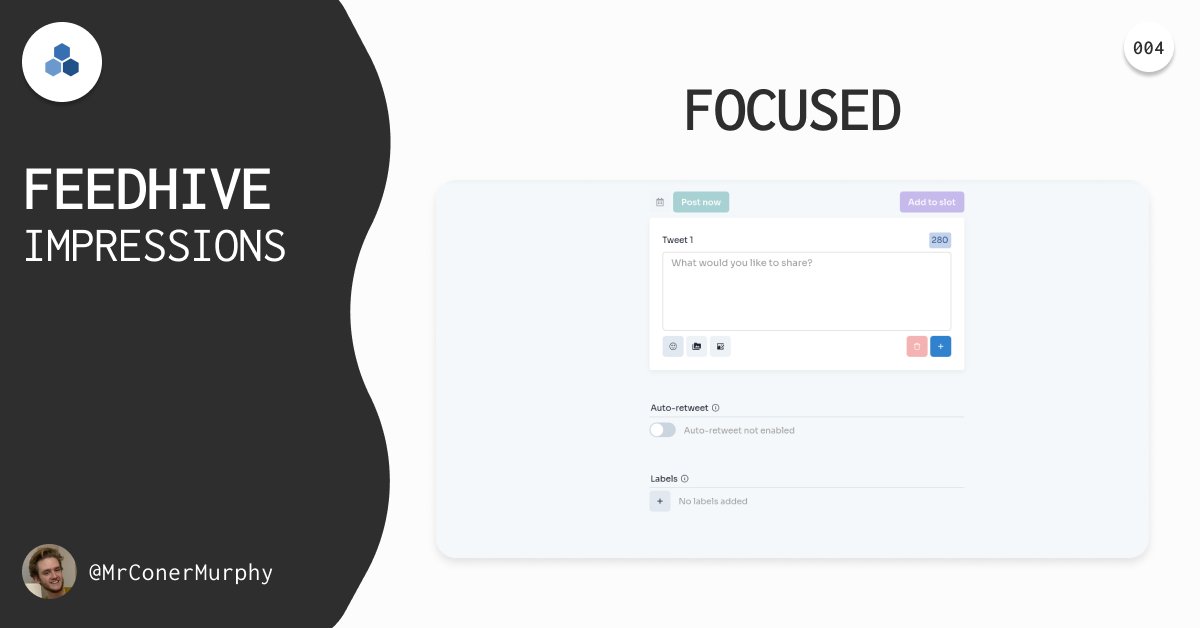 FEEDHIVE
IMPRESSIONS
@MrConerMurphy
004
FOCUSED
Post now
Add to slot
Tweet 1
280
What would you like to share?
Auto-retweet
Auto-retweet not enabled
Labels
+ No labels added